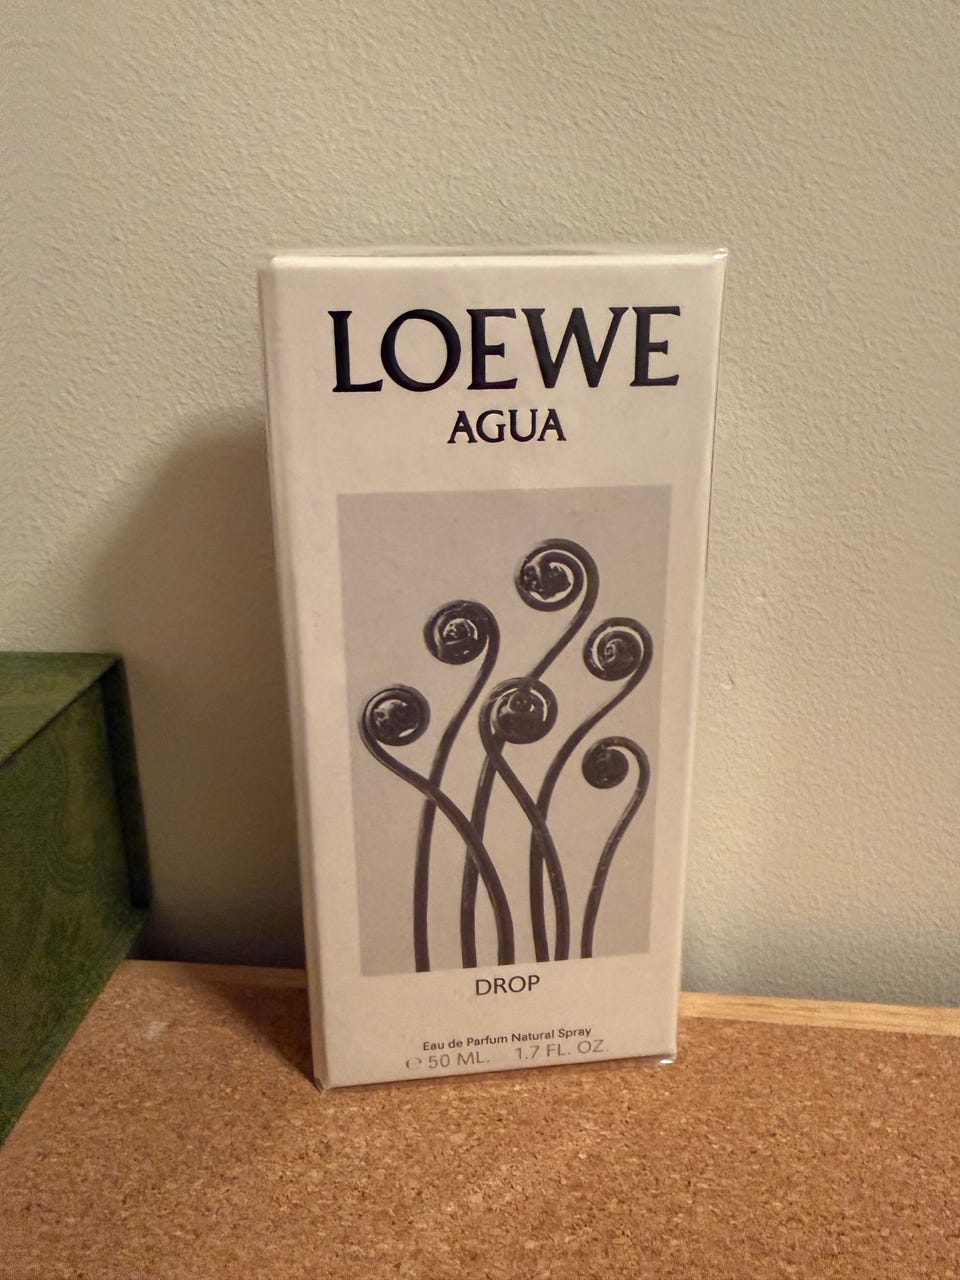 LOEWE
AGUA
DROP
Eau de Parfum Natural Spray
℮ 50 ML. 1.7 FL. OZ.